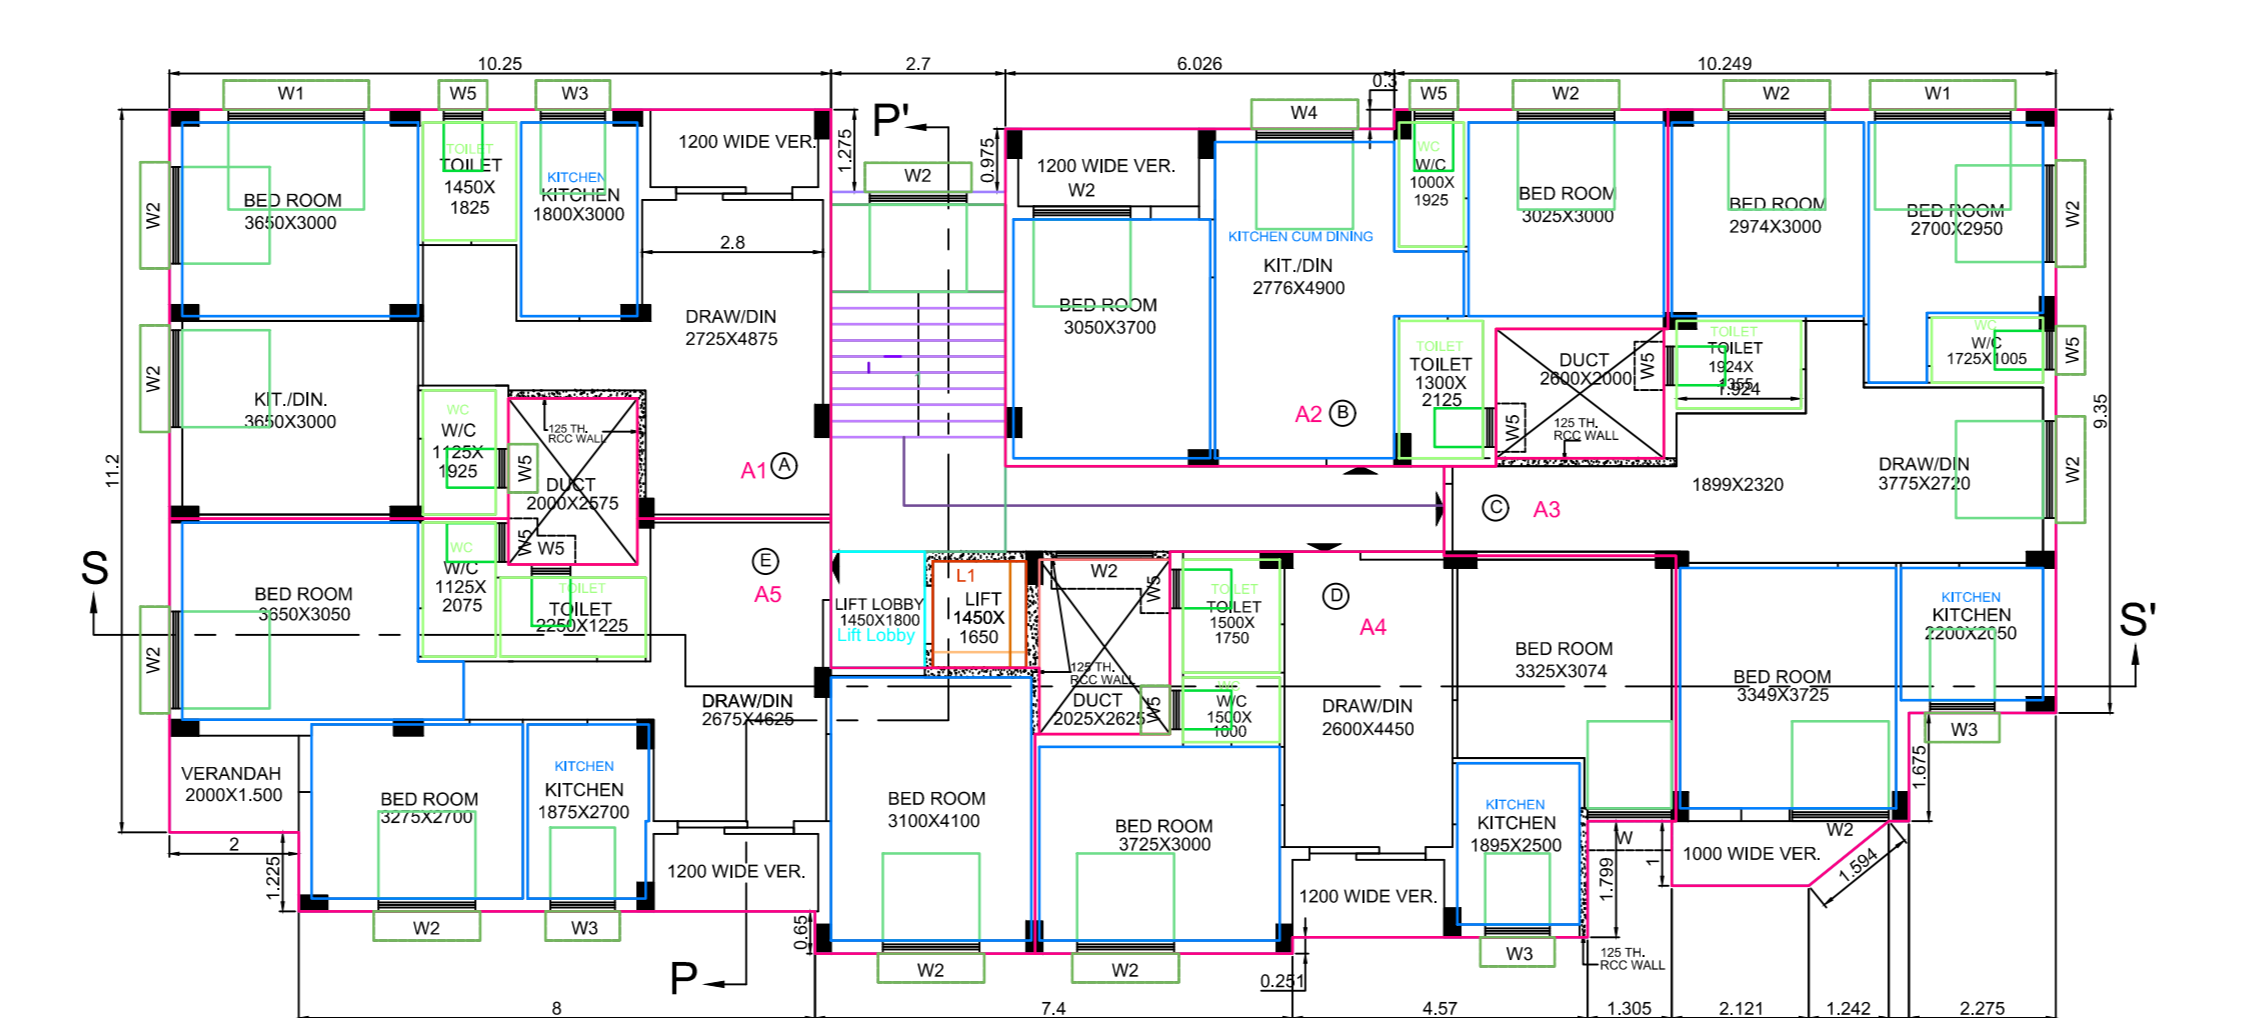 10.25
2.7
6.026
10.249
0.3
W1
W5
W3
W4
W5
W2
W2
W1
P'
1.275
0.975
1200 WIDE VER.
1200 WIDE VER.
W2
W2
TOILET
TOILET
1450X
1825
KITCHEN
KITCHEN
1800X3000
BED ROOM
3650X3000
W2
WC
W/C
1000X
1925
BED ROOM
3025X3000
BED ROOM
2974X3000
BED ROOM
2700X2950
W2
2.8
KITCHEN CUM DINING
KIT./DIN
2776X4900
BED ROOM
3050X3700
DRAW/DIN
2725X4875
W2
KIT./DIN.
3650X3000
WC
W/C
1125X
1925
W5
125 TH.
RCC WALL
DUCT
2000X2575
A1
A
TOILET
TOILET
1300X
2125
DUCT
2600X2000
W5
W5
125 TH.
RCC WALL
TOILET
TOILET
1924X
1355
1.924
WC
W/C
1725X1005
W5
A2
B
9.35
11.2
W2
DRAW/DIN
3775X2720
1899X2320
C
A3
S
WC
W/C
1125X
2075
W5
W5
E
A5
BED ROOM
3650X3050
TOILET
TOILET
2250X1225
W2
LIFT LOBBY
1450X1800
Lift Lobby
L1
LIFT
1450X
1650
W2
W5
125 TH.
RCC WALL
DUCT
2025X2625
W5
TOILET
TOILET
1500X
1750
WC
W/C
1500X
1000
D
A4
BED ROOM
3325X3074
BED ROOM
3349X3725
KITCHEN
KITCHEN
2200X2050
S'
DRAW/DIN
2675X4625
DRAW/DIN
2600X4450
W3
1.675
VERANDAH
2000X1.500
BED ROOM
3275X2700
KITCHEN
KITCHEN
1875X2700
BED ROOM
3100X4100
BED ROOM
3725X3000
KITCHEN
KITCHEN
1895X2500
W
W2
1000 WIDE VER.
1
1.594
2
1.225
1200 WIDE VER.
1200 WIDE VER.
1.799
W2
W3
0.65
W2
W2
W3
125 TH.
RCC WALL
P
0.251
8
7.4
4.57
1.305
2.121
1.242
2.275